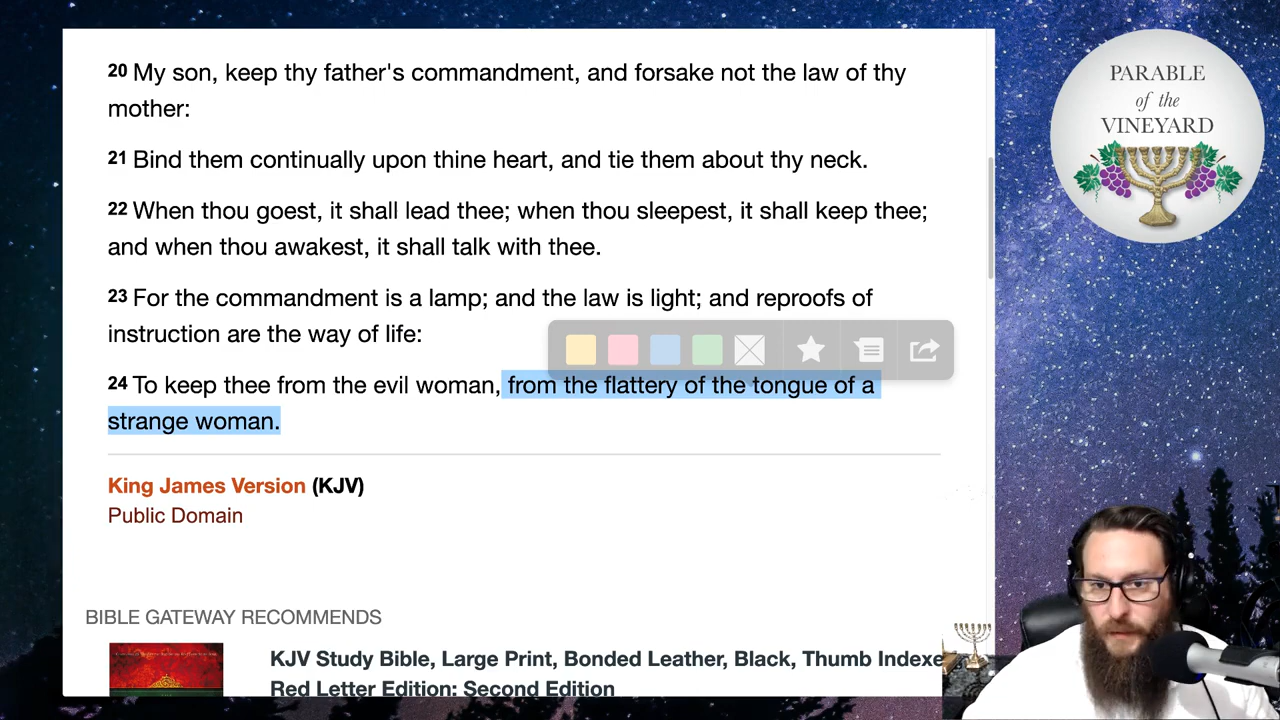 20 My son, keep thy father's commandment, and forsake not the law of thy
mother:
21 Bind them continually upon thine heart, and tie them about thy neck.
22 When thou goest, it shall lead thee; when thou sleepest, it shall keep thee;
and when thou awakest, it shall talk with thee.
23 For the commandment is a lamp; and the law is light; and reproofs of
instruction are the way of life:
24 To keep thee from the evil woman, from the flattery of the tongue of a
strange woman.
King James Version (KJV)
Public Domain
BIBLE GATEWAY RECOMMENDS
KJV Study Bible, Large Print, Bonded Leather, Black, Thumb Indexe
Red Letter Edition: Second Edition
PARABLE
of the
VINEYARD